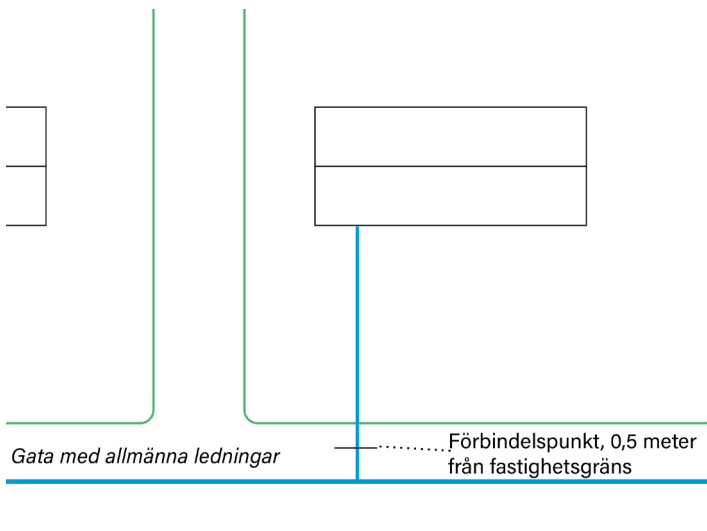 Gata med allmänna ledningar
Förbindelspunkt, 0,5 meter
från fastighetsgräns